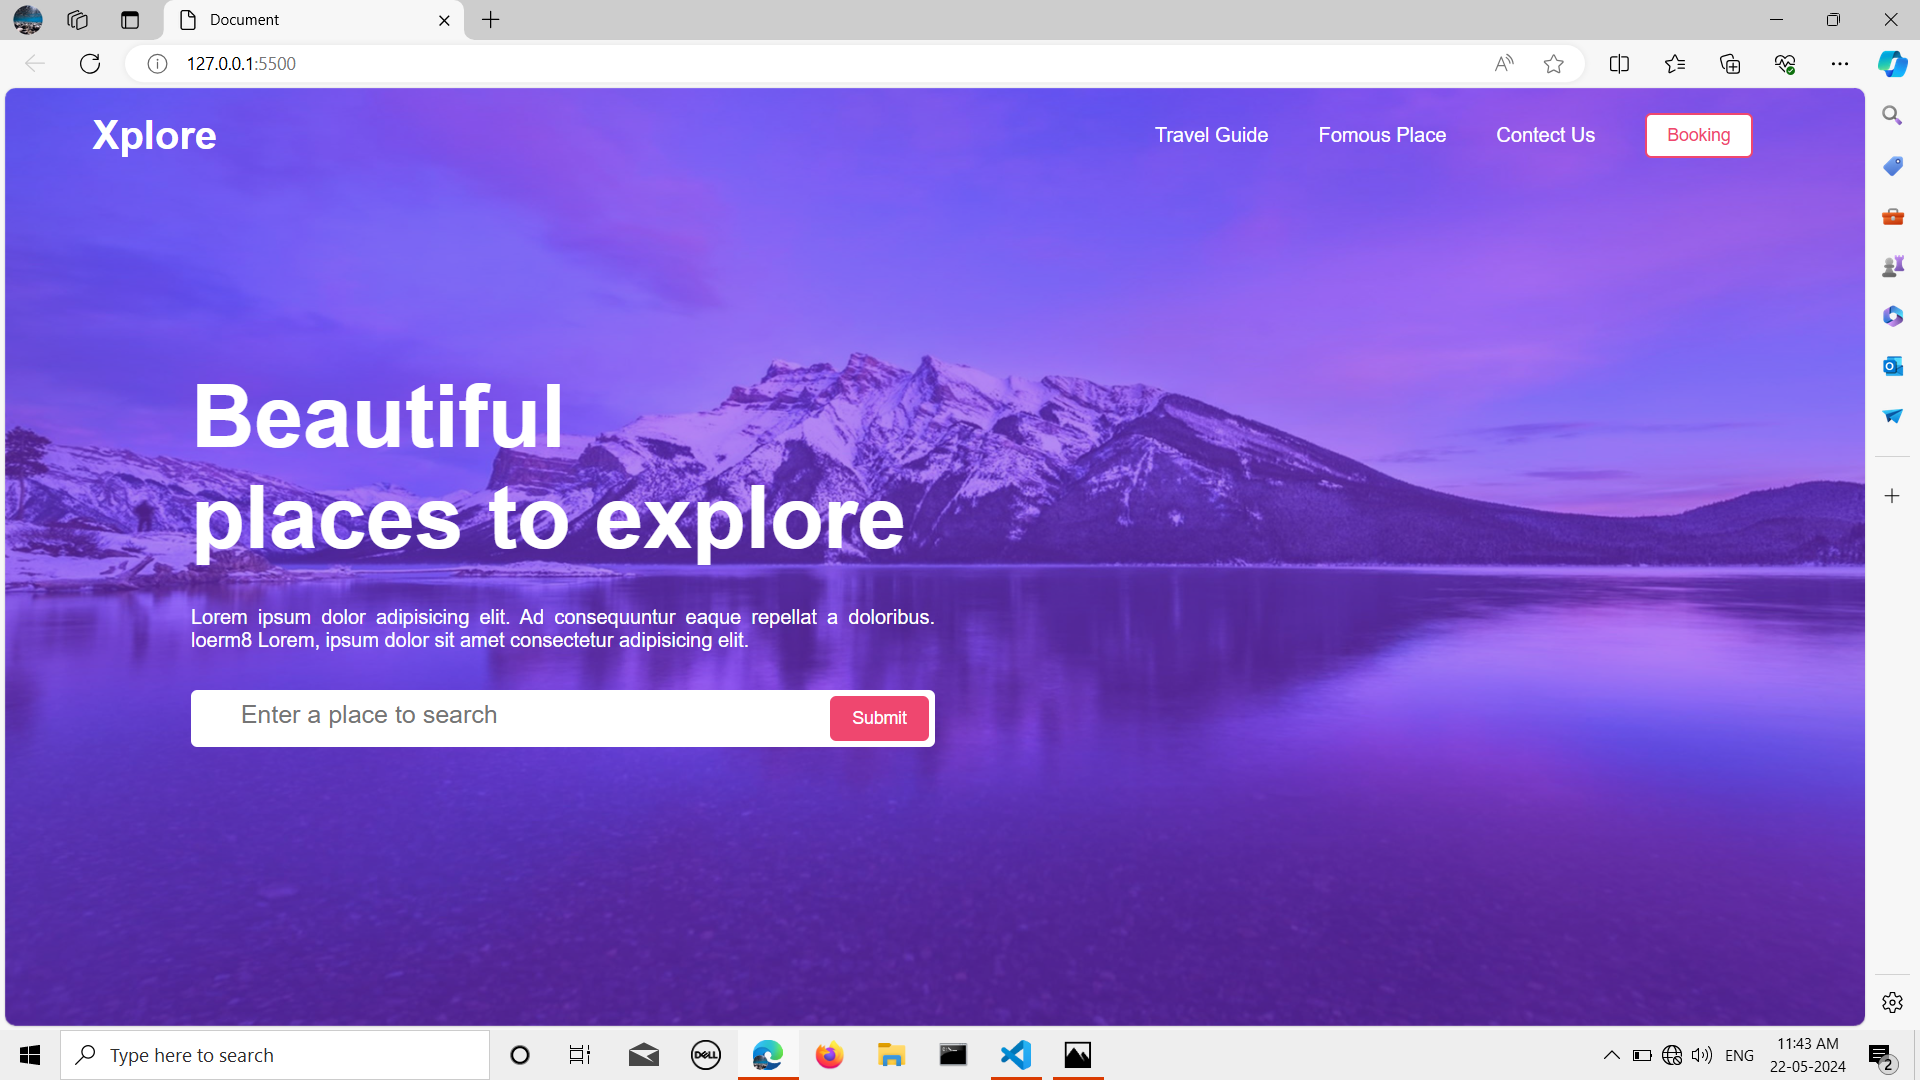 Document
127.0.0.1:5500
Xplore
Travel Guide
Fomous Place
Contect Us
Booking
Beautiful
places to explore
Lorem ipsum dolor adipisicing elit. Ad consequuntur eaque repellat a doloribus.
loerm8 Lorem, ipsum dolor sit amet consectetur adipisicing elit.
Enter a place to search
Submit
Type here to search
DELL
ENG
11:43 AM
22-05-2024
2